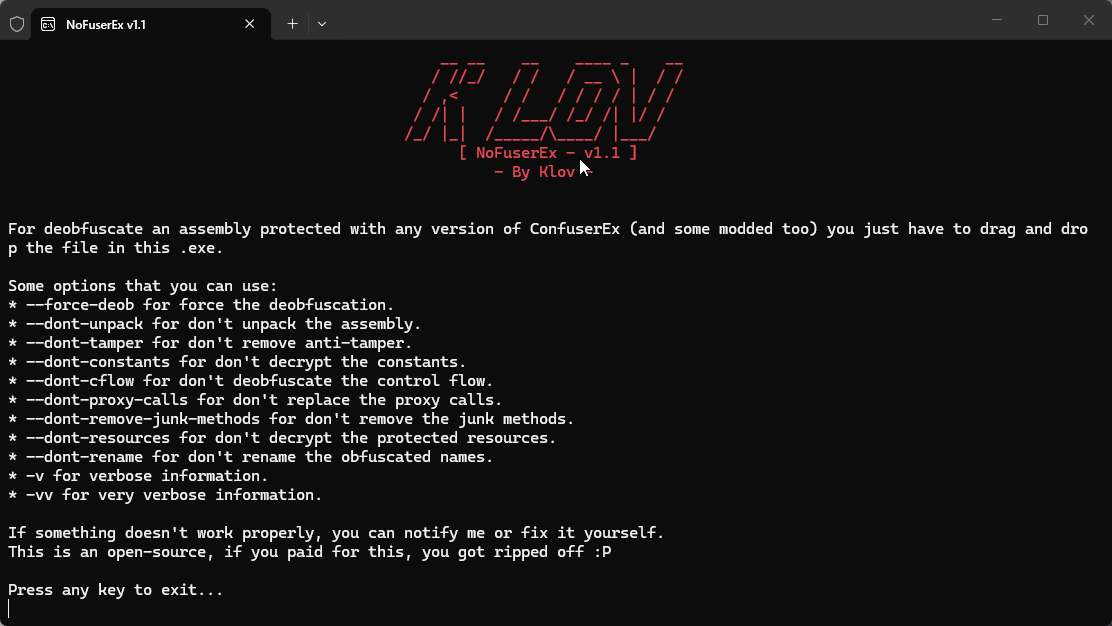 NoFuserEx v1.1
KLOV
[ NoFuserEx - v1.1 ]
- By Klov -
For deobfuscate an assembly protected with any version of ConfuserEx (and some modded too) you just have to drag and dro
p the file in this .exe.
Some options that you can use:
* --force-deob for force the deobfuscation.
* --dont-unpack for don't unpack the assembly.
* --dont-tamper for don't remove anti-tamper.
* --dont-constants for don't decrypt the constants.
* --dont-cflow for don't deobfuscate the control flow.
* --dont-proxy-calls for don't replace the proxy calls.
* --dont-remove-junk-methods for don't remove the junk methods.
* --dont-resources for don't decrypt the protected resources.
* --dont-rename for don't rename the obfuscated names.
* -v for verbose information.
* -vv for very verbose information.
If something doesn't work properly, you can notify me or fix it yourself.
This is an open-source, if you paid for this, you got ripped off :P
Press any key to exit...